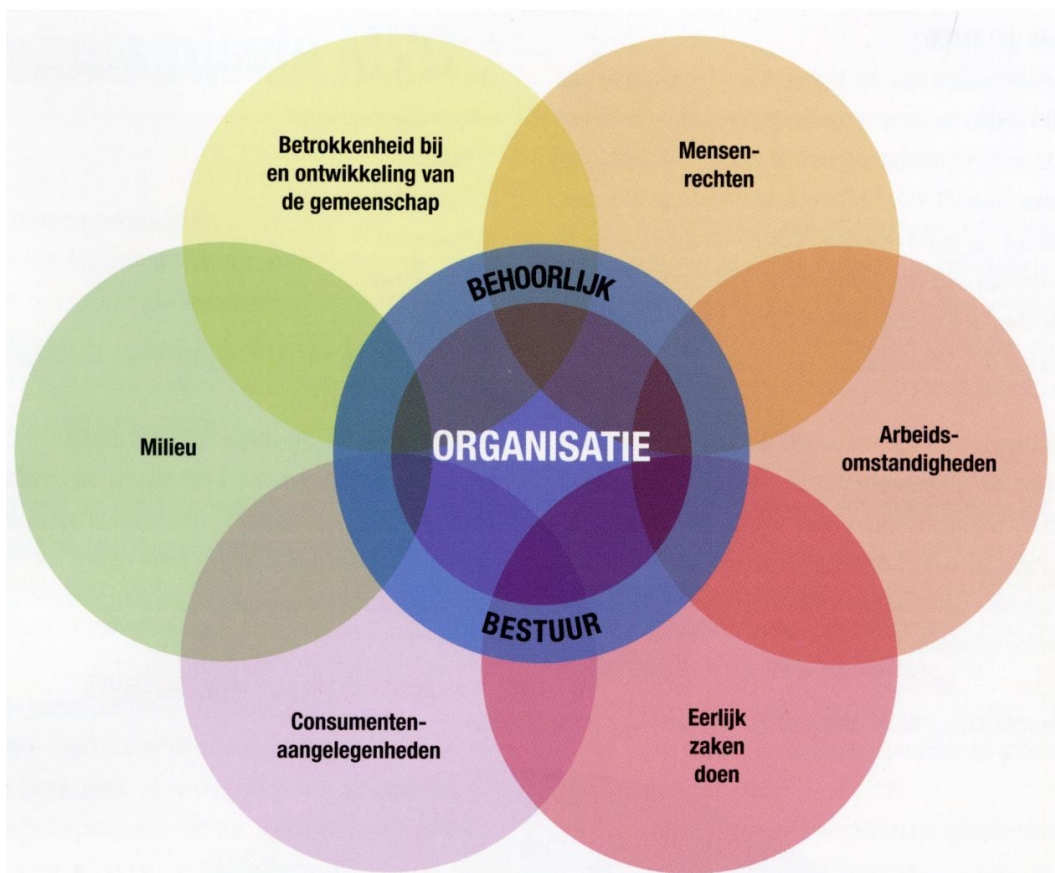 Betrokkenheid bij
en ontwikkeling van
de gemeenschap
Mensen-
rechten
BEHOORLIJK
Milieu
ORGANISATIE
Arbeids-
omstandigheden
BESTUUR
Consumenten-
aangelegenheden
Eerlijk
zaken
doen